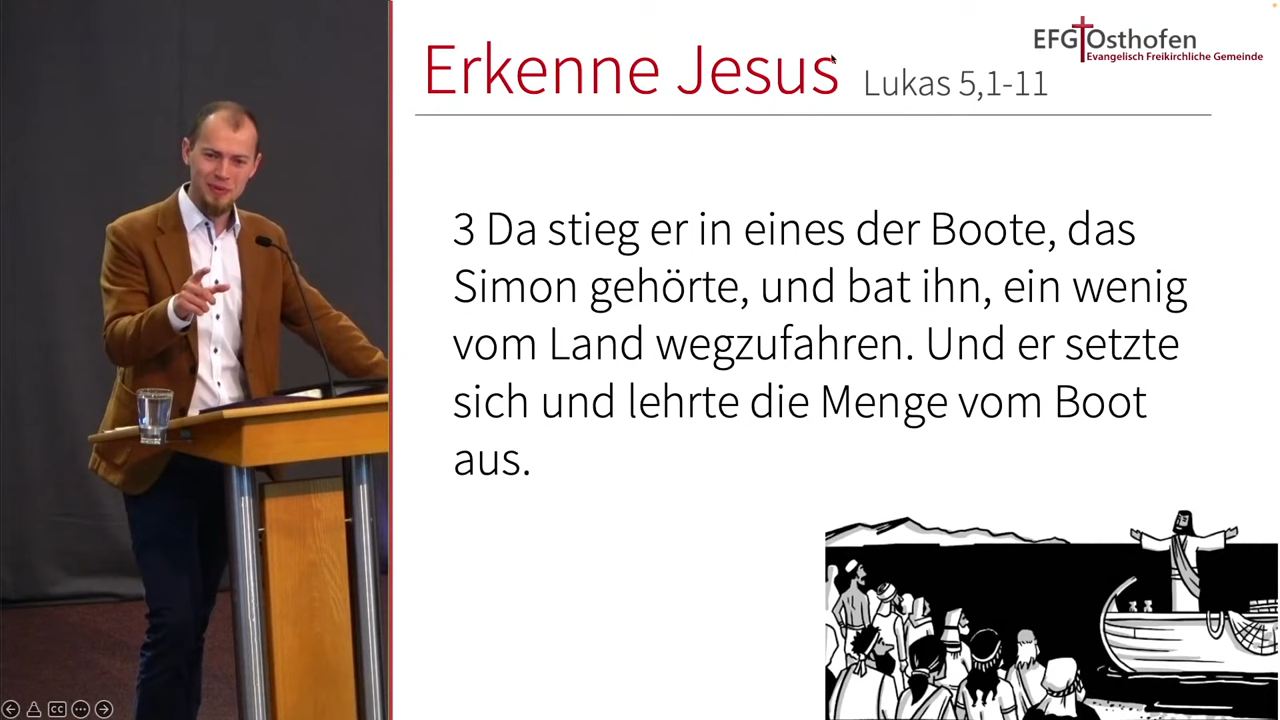 Erkenne Jesus Lukas 5,1-11
EFG Osthofen
Evangelisch Freikirchliche Gemeinde
3 Da stieg er in eines der Boote, das
Simon gehörte, und bat ihn, ein wenig
vom Land wegzufahren. Und er setzte
sich und lehrte die Menge vom Boot
aus.
CC